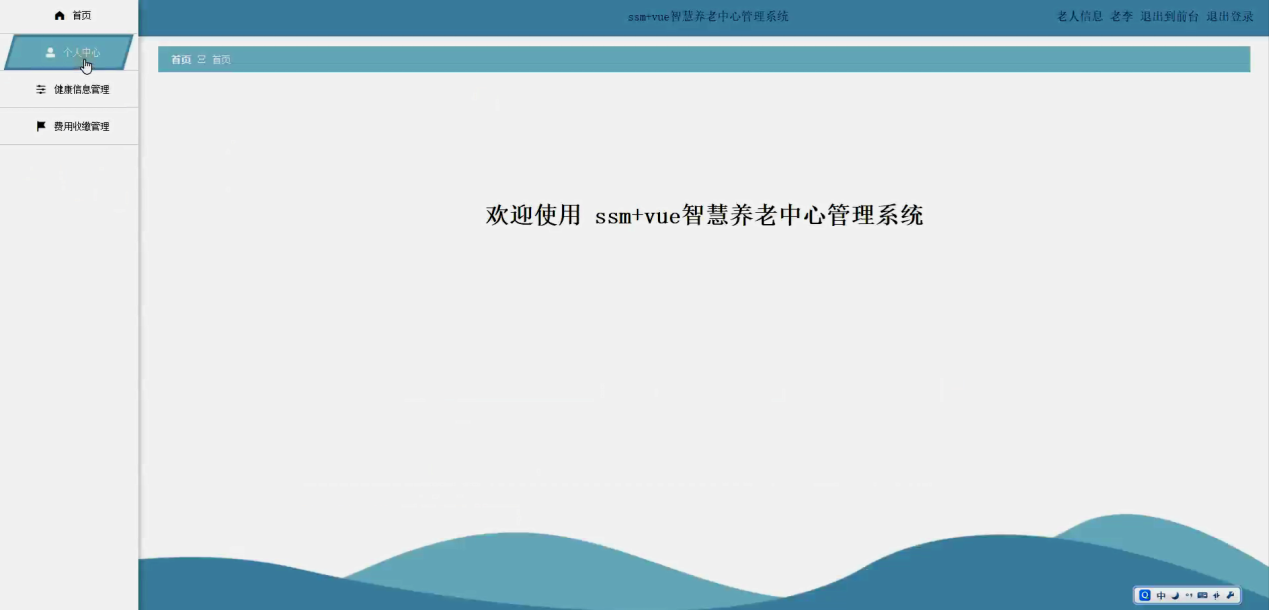 首页
个人中心
健康信息管理
费用收缴管理
ssm+vue智慧养老中心管理系统
老人信息 老李 退出到前台 退出登录
首页 首页
欢迎使用 ssm+vue智慧养老中心管理系统
中